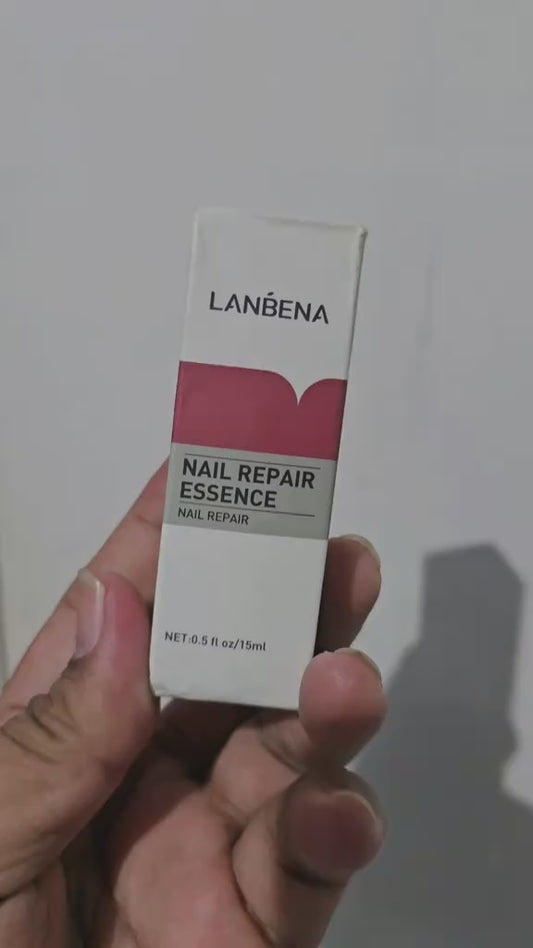 LANBENA
NAIL REPAIR
ESSENCE
NAIL REPAIR
NET:0.5 fl oz/15ml